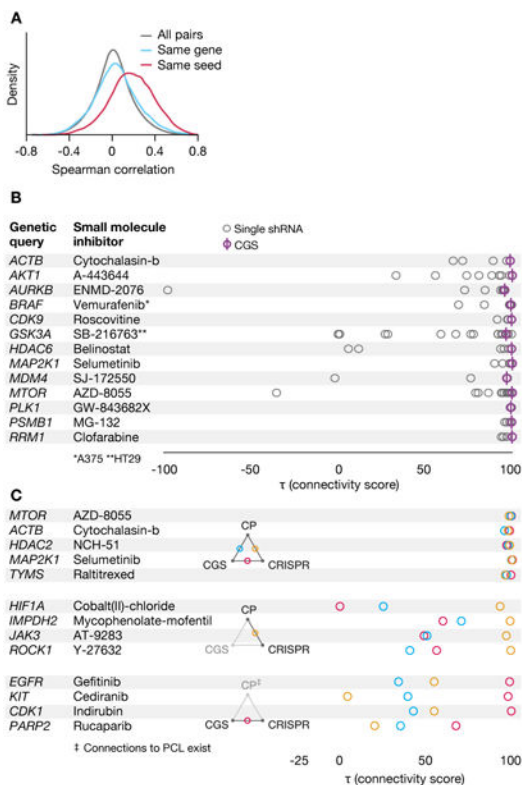 A
All pairs
Same gene
Same seed
Density
-0.8 -0.4 0 0.4 0.8
Spearman correlation
B
Genetic query Small molecule inhibitor
Single shRNA
CGS
ACTB Cytochalasin-b
AKT1 A-443644
AURKB ENMD-2076
BRAF Vemurafenib*
CDK9 Roscovitine
GSK3A SB-216763**
HDAC6 Belinostat
MAP2K1 Selumetinib
MDM4 SJ-172550
MTOR AZD-8055
PLK1 GW-843682X
PSMB1 MG-132
RRM1 Clofarabine
*A375 **HT29
-100 0 50 100
τ (connectivity score)
C
MTOR AZD-8055
ACTB Cytochalasin-b
HDAC2 NCH-51
MAP2K1 Selumetinib
TYMS Raltitrexed
CP
CGS CRISPR
HIF1A Cobalt(II)-chloride
IMPDH2 Mycophenolate-mofentil
JAK3 AT-9283
ROCK1 Y-27632
CP
CGS CRISPR
EGFR Gefitinib
KIT Cediranib
CDK1 Indirubin
PARP2 Rucaparib
CP‡
CGS CRISPR
‡ Connections to PCL exist
-25 0 50 100
τ (connectivity score)